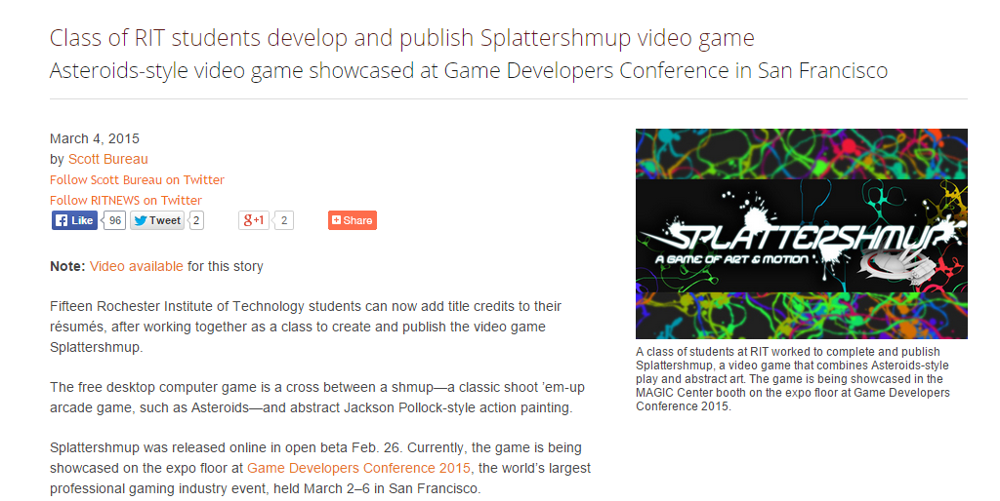 Class of RIT students develop and publish Splattershmup video game
Asteroids-style video game showcased at Game Developers Conference in San Francisco
March 4, 2015
by Scott Bureau
Follow Scott Bureau on Twitter
Follow RITNEWS on Twitter
Like 96 Tweet 2 g+1 2 Share
Note: Video available for this story
Fifteen Rochester Institute of Technology students can now add title credits to their
résumés, after working together as a class to create and publish the video game
Splattershmup.
The free desktop computer game is a cross between a shmup—a classic shoot ’em-up
arcade game, such as Asteroids—and abstract Jackson Pollock-style action painting.
Splattershmup was released online in open beta Feb. 26. Currently, the game is being
showcased on the expo floor at Game Developers Conference 2015, the world’s largest
professional gaming industry event, held March 2–6 in San Francisco.
SPLATTERSHMUP
A GAME OF ART & MOTION
A class of students at RIT worked to complete and publish
Splattershmup, a video game that combines Asteroids-style
play and abstract art. The game is being showcased in the
MAGIC Center booth on the expo floor at Game Developers
Conference 2015.